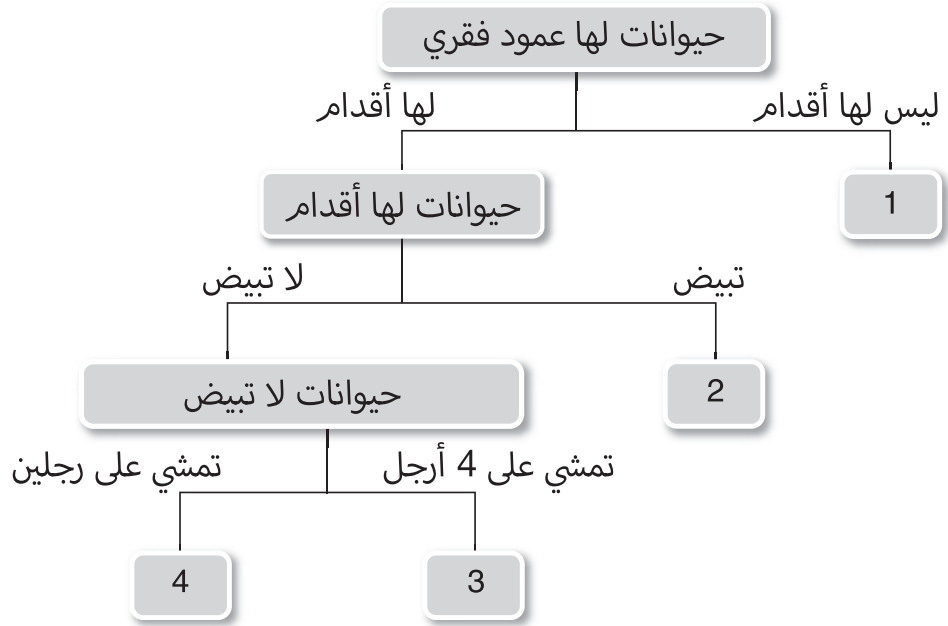 حيوانات لها عمود فقري
ليس لها أقدام
لها أقدام
1
حيوانات لها أقدام
تبيض
لا تبيض
2
حيوانات لا تبيض
تمشي على 4 أرجل
تمشي على رجلين
3
4